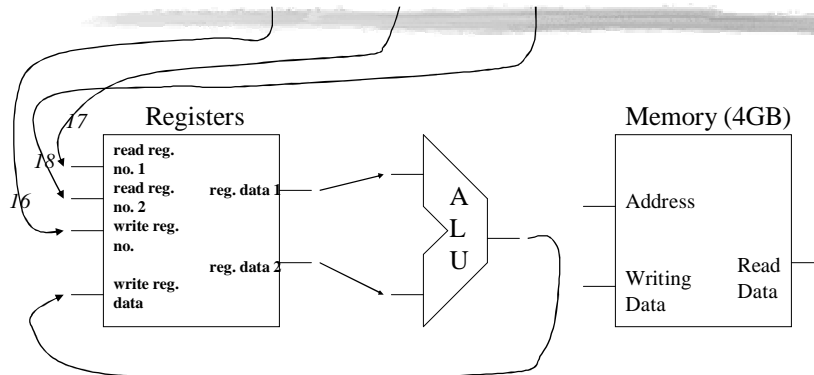 Registers
Memory (4GB)
17
18
16
read reg.
no. 1
read reg.
no. 2
write reg.
no.
write reg.
data
reg. data 1
reg. data 2
A
L
U
Address
Writing
Data
Read
Data